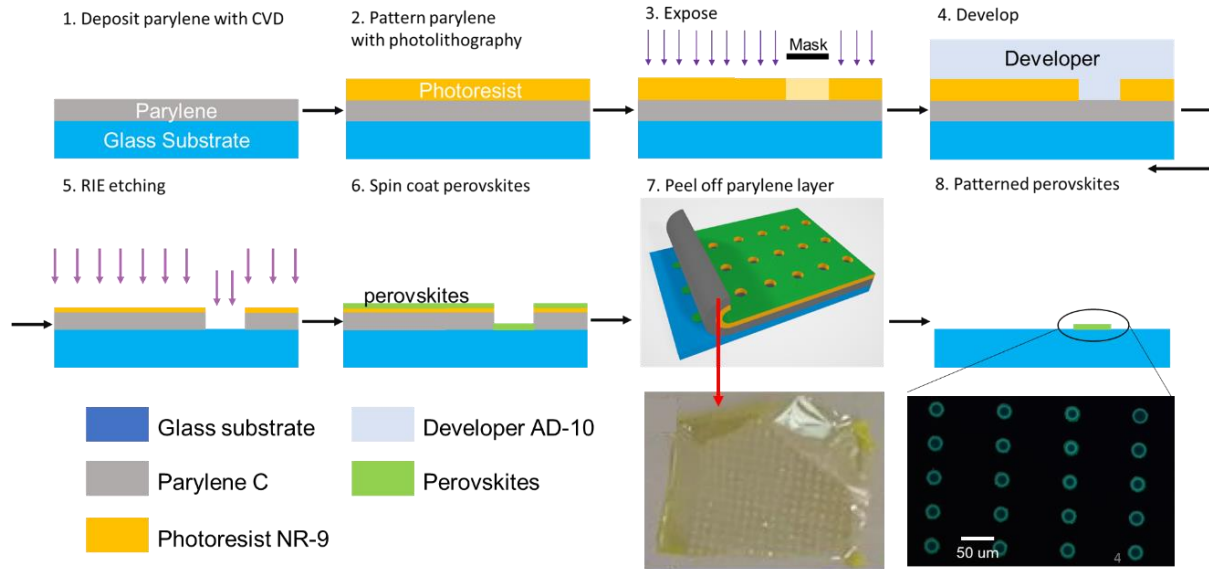 1. Deposit parylene with CVD
2. Pattern parylene
with photolithography
3. Expose
4. Develop
Parylene
Glass Substrate
Photoresist
Mask
Developer
5. RIE etching
6. Spin coat perovskites
7. Peel off parylene layer
8. Patterned perovskites
perovskites
Glass substrate
Developer AD-10
Parylene C
Perovskites
Photoresist NR-9
50 um
4